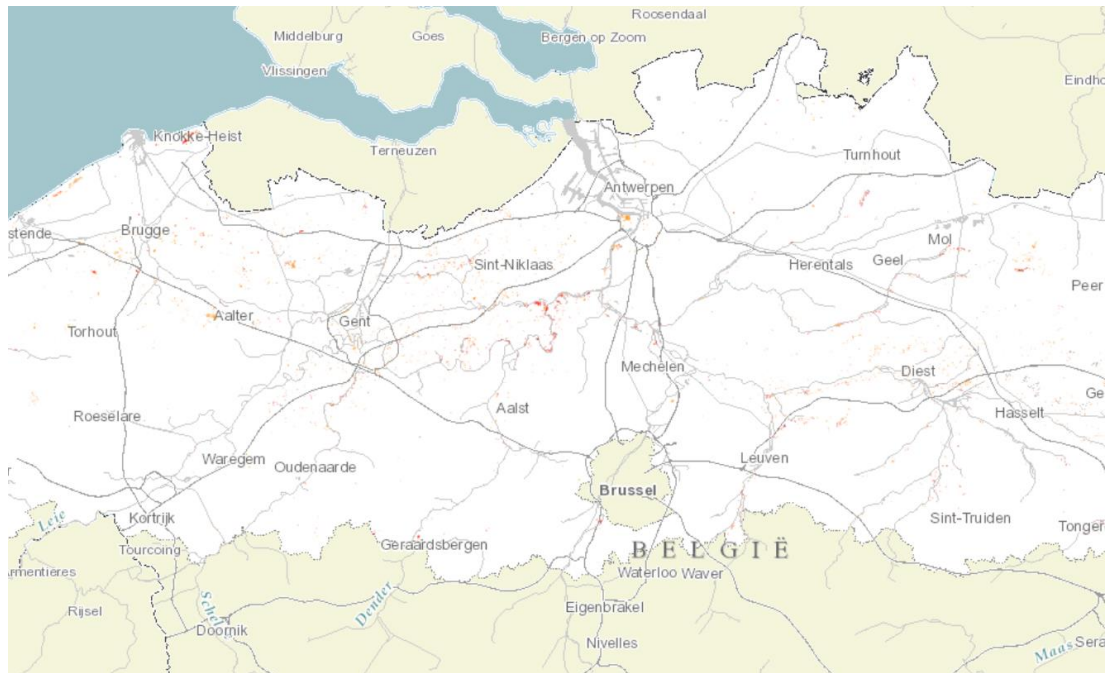 Roosendaal
Middelburg
Goes
Bergen op Zoom
Vlissingen
Eindho
Knokke-Heist
Terneuzen
Turnhout
Antwerpen
stende
Brugge
Mol
Sint-Niklaas
Herentals
Geel
Peer
Aalter
Torhout
Gent
Mechelen
Diest
Roeselare
Aalst
Hasselt
Ge
Waregem
Oudenaarde
Leuven
Brussel
Kortrijk
Sint-Truiden
Tonger
Leie
Tourcoing
Geraardsbergen
BELGIË
Armentieres
Waterloo
Waver
Rijsel
Schel
Doornik
Dender
Eigenbrakel
Nivelles
Maas
Sera